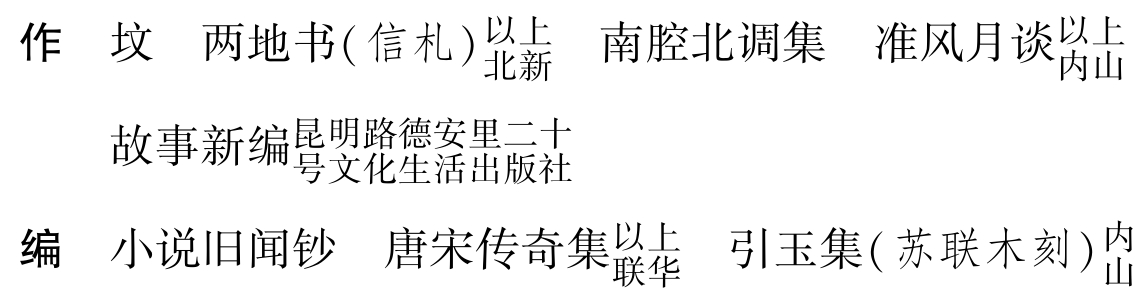 作 坟 两地书(信札)以上北新 南腔北调集 准风月谈以上内山
故事新编昆明路德安里二十号文化生活出版社
编 小说旧闻钞 唐宋传奇集以上联华 引玉集(苏联木刻)内山